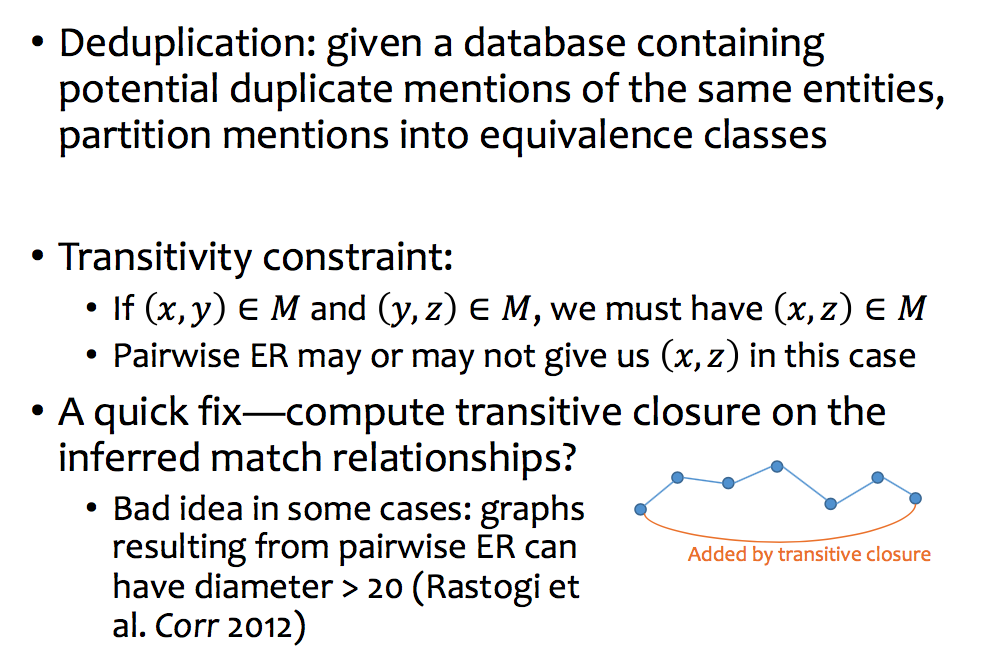 • Deduplication: given a database containing
potential duplicate mentions of the same entities,
partition mentions into equivalence classes
• Transitivity constraint:
• If (x, y) ∈ M and (y, z) ∈ M, we must have (x, z) ∈ M
• Pairwise ER may or may not give us (x, z) in this case
• A quick fix—compute transitive closure on the
inferred match relationships?
• Bad idea in some cases: graphs
resulting from pairwise ER can
have diameter > 20 (Rastogi et
al. Corr 2012)
Added by transitive closure